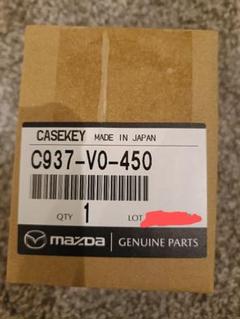 CASEKEY MADE IN JAPAN
C937-V0-450
QTY 1 LOT
mazda GENUINE PARTS